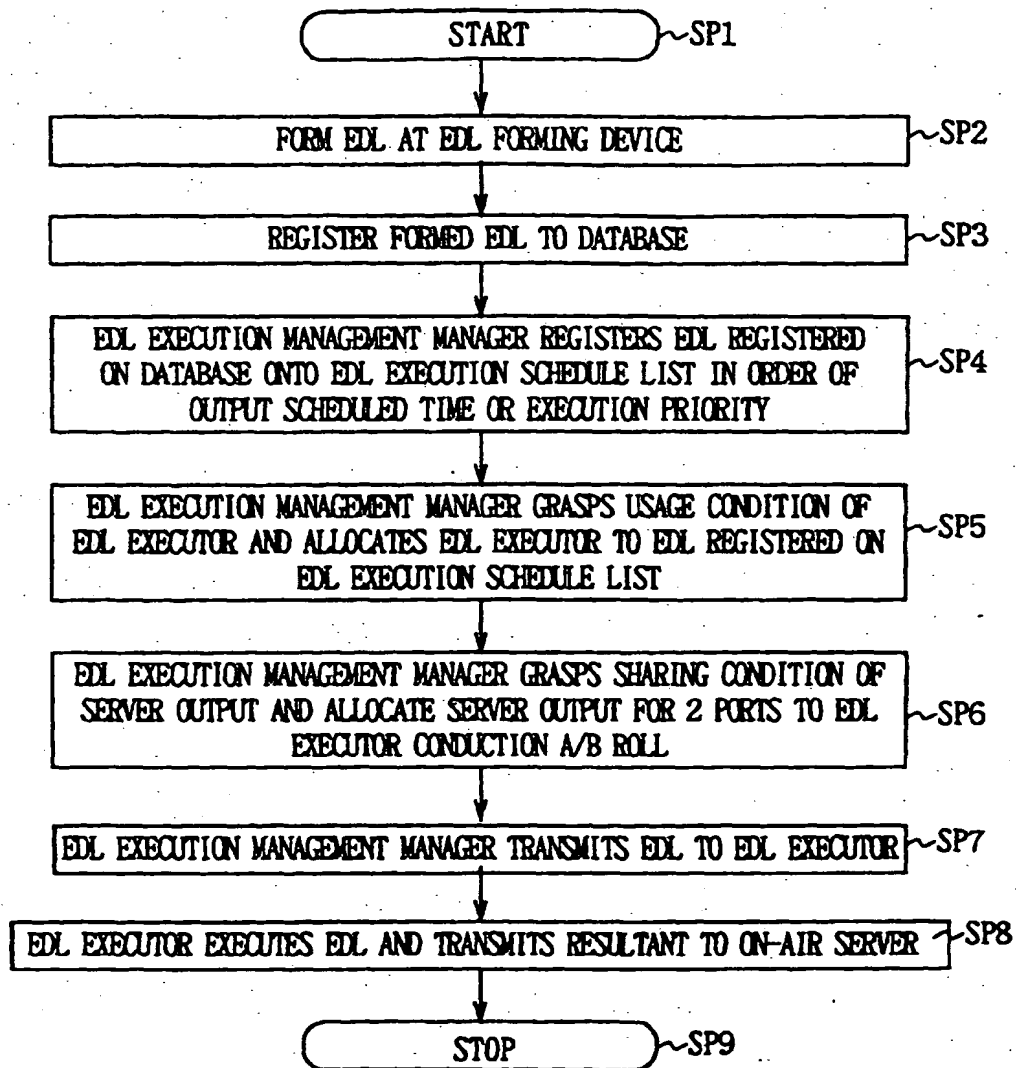 START ~SP1
FORM EDL AT EDL FORMING DEVICE ~SP2
REGISTER FORMED EDL TO DATABASE ~SP3
EDL EXECUTION MANAGEMENT MANAGER REGISTERS EDL REGISTERED
ON DATABASE ONTO EDL EXECUTION SCHEDULE LIST IN ORDER OF
OUTPUT SCHEDULED TIME OR EXECUTION PRIORITY
~SP4
EDL EXECUTION MANAGEMENT MANAGER GRASPS USAGE CONDITION OF
EDL EXECUTOR AND ALLOCATES EDL EXECUTOR TO EDL REGISTERED ON
EDL EXECUTION SCHEDULE LIST
~SP5
EDL EXECUTION MANAGEMENT MANAGER GRASPS SHARING CONDITION OF
SERVER OUTPUT AND ALLOCATE SERVER OUTPUT FOR 2 PORTS TO EDL
EXECUTOR CONDUCTION A/B ROLL
~SP6
EDL EXECUTION MANAGEMENT MANAGER TRANSMITS EDL TO EDL EXECUTOR ~SP7
EDL EXECUTOR EXECUTES EDL AND TRANSMITS RESULTANT TO ON-AIR SERVER ~SP8
STOP ~SP9